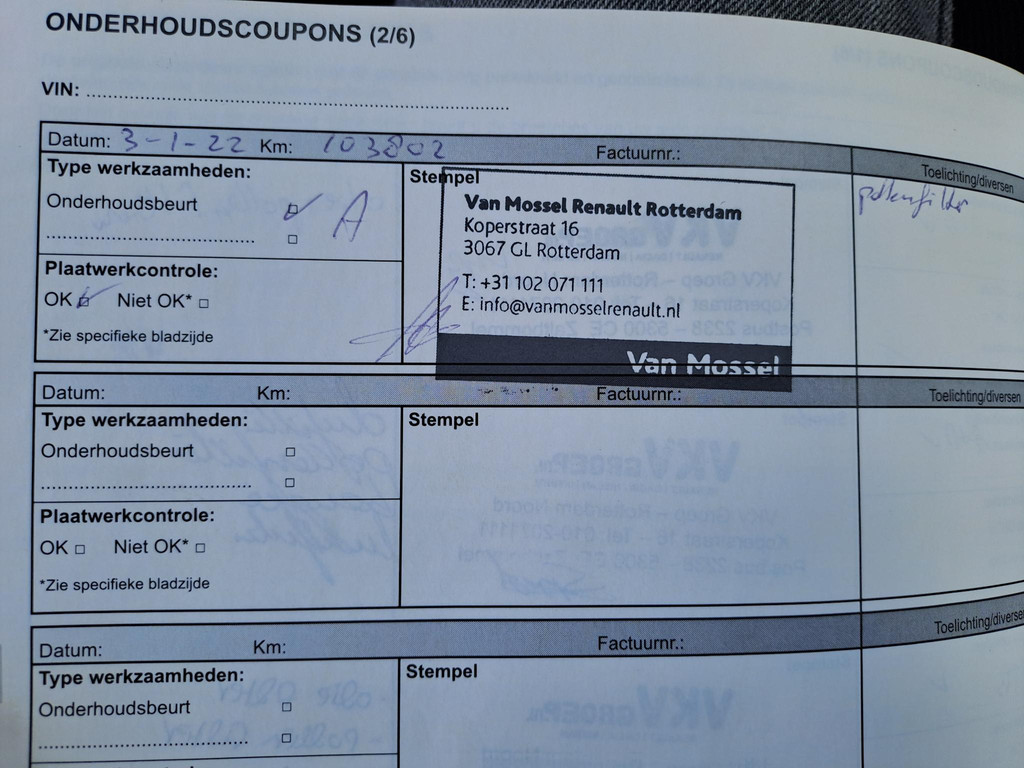 ONDERHOUDSCOUPONS (2/6)
VIN:
Datum: 3-1-22 Km: 103802 Factuurnr.: Toelichting/diversen
Type werkzaamheden:
Onderhoudsbeurt A
Plaatwerkcontrole:
OK Niet OK*
*Zie specifieke bladzijde
Stempel
Van Mossel Renault Rotterdam
Koperstraat 16
3067 GL Rotterdam
T: +31 102 071 111
E: info@vanmosselrenault.nl
Van Mossel
pollenfilter
Datum: Km: Factuurnr.: Toelichting/diversen
Type werkzaamheden:
Onderhoudsbeurt
Plaatwerkcontrole:
OK Niet OK*
*Zie specifieke bladzijde
Stempel
Datum: Km: Factuurnr.: Toelichting/diverse
Type werkzaamheden:
Onderhoudsbeurt
Stempel